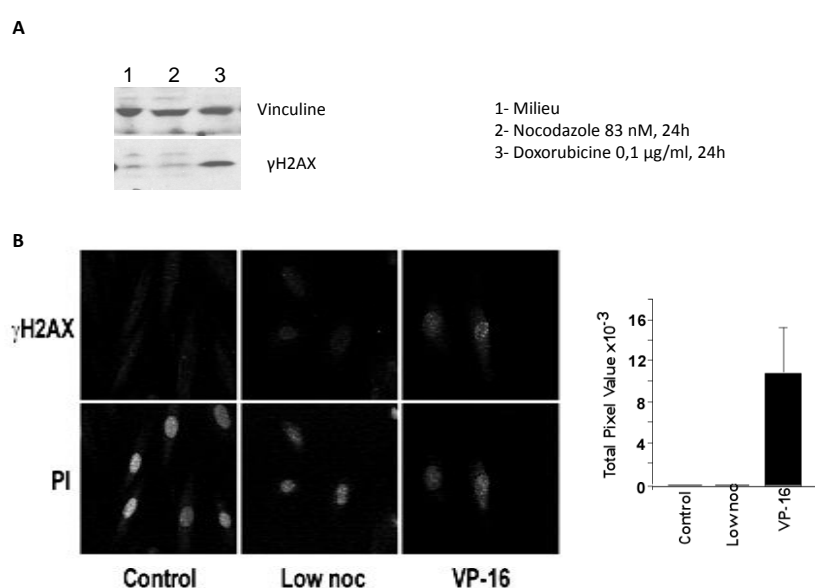 A
1 2 3
Vinculine
γH2AX
1- Milieu
2- Nocodazole 83 nM, 24h
3- Doxorubicine 0,1 µg/ml, 24h
B
γH2AX
PI
Control
Low noc
VP-16
Total Pixel Value x10-3
16
12
8
4
0
Control
Low noc
VP-16